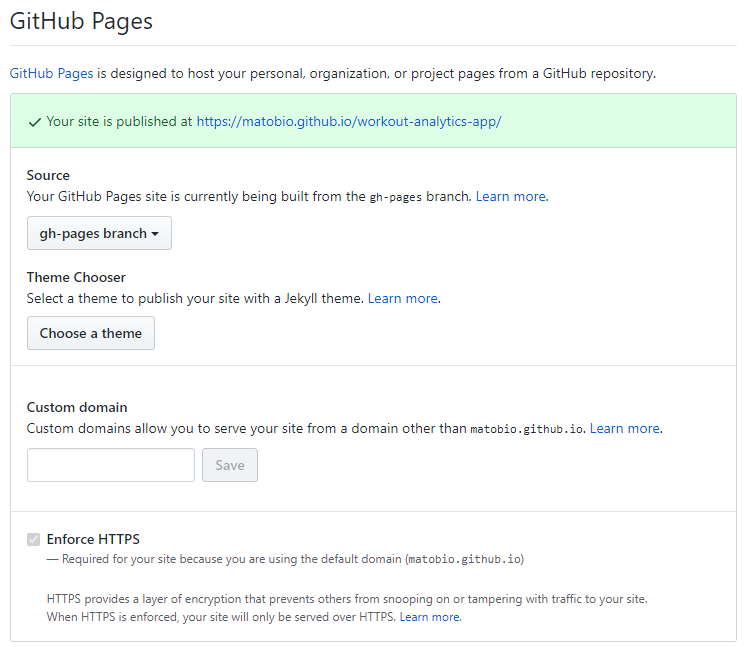 GitHub Pages
GitHub Pages is designed to host your personal, organization, or project pages from a GitHub repository.
Your site is published at https://matobio.github.io/workout-analytics-app/
Source
Your GitHub Pages site is currently being built from the gh-pages branch. Learn more.
gh-pages branch
Theme Chooser
Select a theme to publish your site with a Jekyll theme. Learn more.
Choose a theme
Custom domain
Custom domains allow you to serve your site from a domain other than matobio.github.io. Learn more.
Save
Enforce HTTPS
— Required for your site because you are using the default domain (matobio.github.io)
HTTPS provides a layer of encryption that prevents others from snooping on or tampering with traffic to your site.
When HTTPS is enforced, your site will only be served over HTTPS. Learn more.